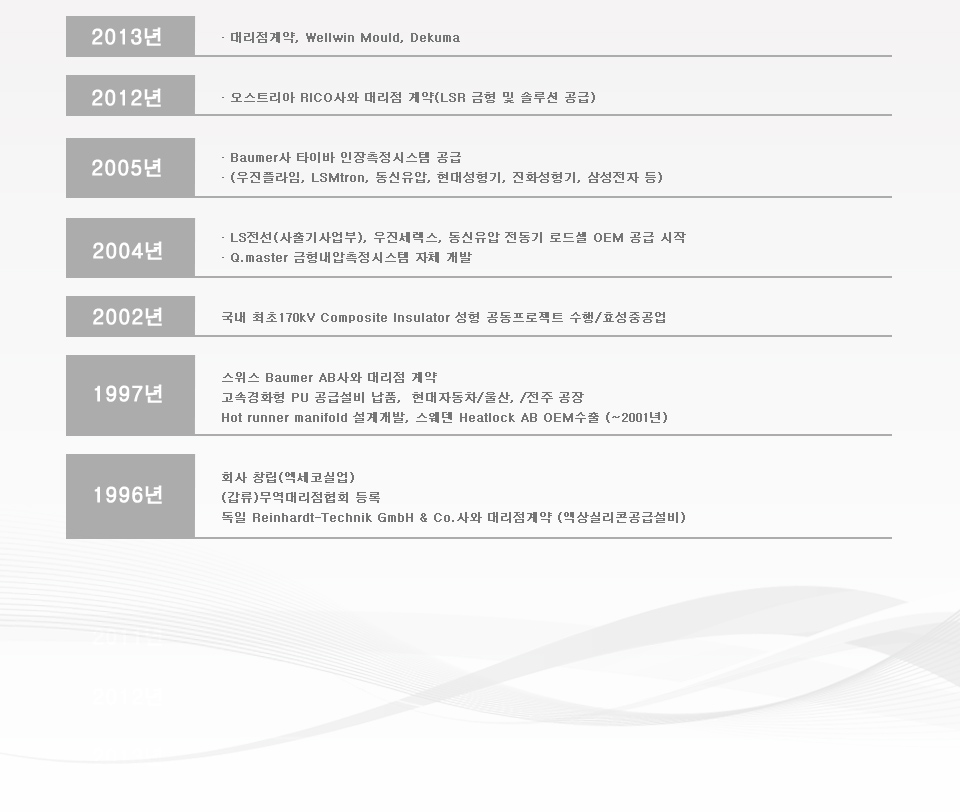 2013년
· 대리점계약, Wellwin Mould, Dekuma
2012년
· 오스트리아 RICO사와 대리점 계약(LSR 금형 및 솔루션 공급)
2005년
· Baumer사 타이바 인장측정시스템 공급
· (우진플라임, LSMtron, 동신유압, 현대성형기, 진화성형기, 삼성전자 등)
2004년
· LS전선(사출기사업부), 우진세렉스, 동신유압 전동기 로드셀 OEM 공급 시작
· Q.master 금형내압측정시스템 자체 개발
2002년
국내 최초170kV Composite Insulator 성형 공동프로젝트 수행/효성중공업
1997년
스위스 Baumer AB사와 대리점 계약
고속경화형 PU 공급설비 납품, 현대자동차/울산, /전주 공장
Hot runner manifold 설계개발, 스웨덴 Heatlock AB OEM수출 (~2001년)
1996년
회사 창립(엑세코실업)
(갑류)무역대리점협회 등록
독일 Reinhardt-Technik GmbH & Co.사와 대리점계약 (액상실리콘공급설비)